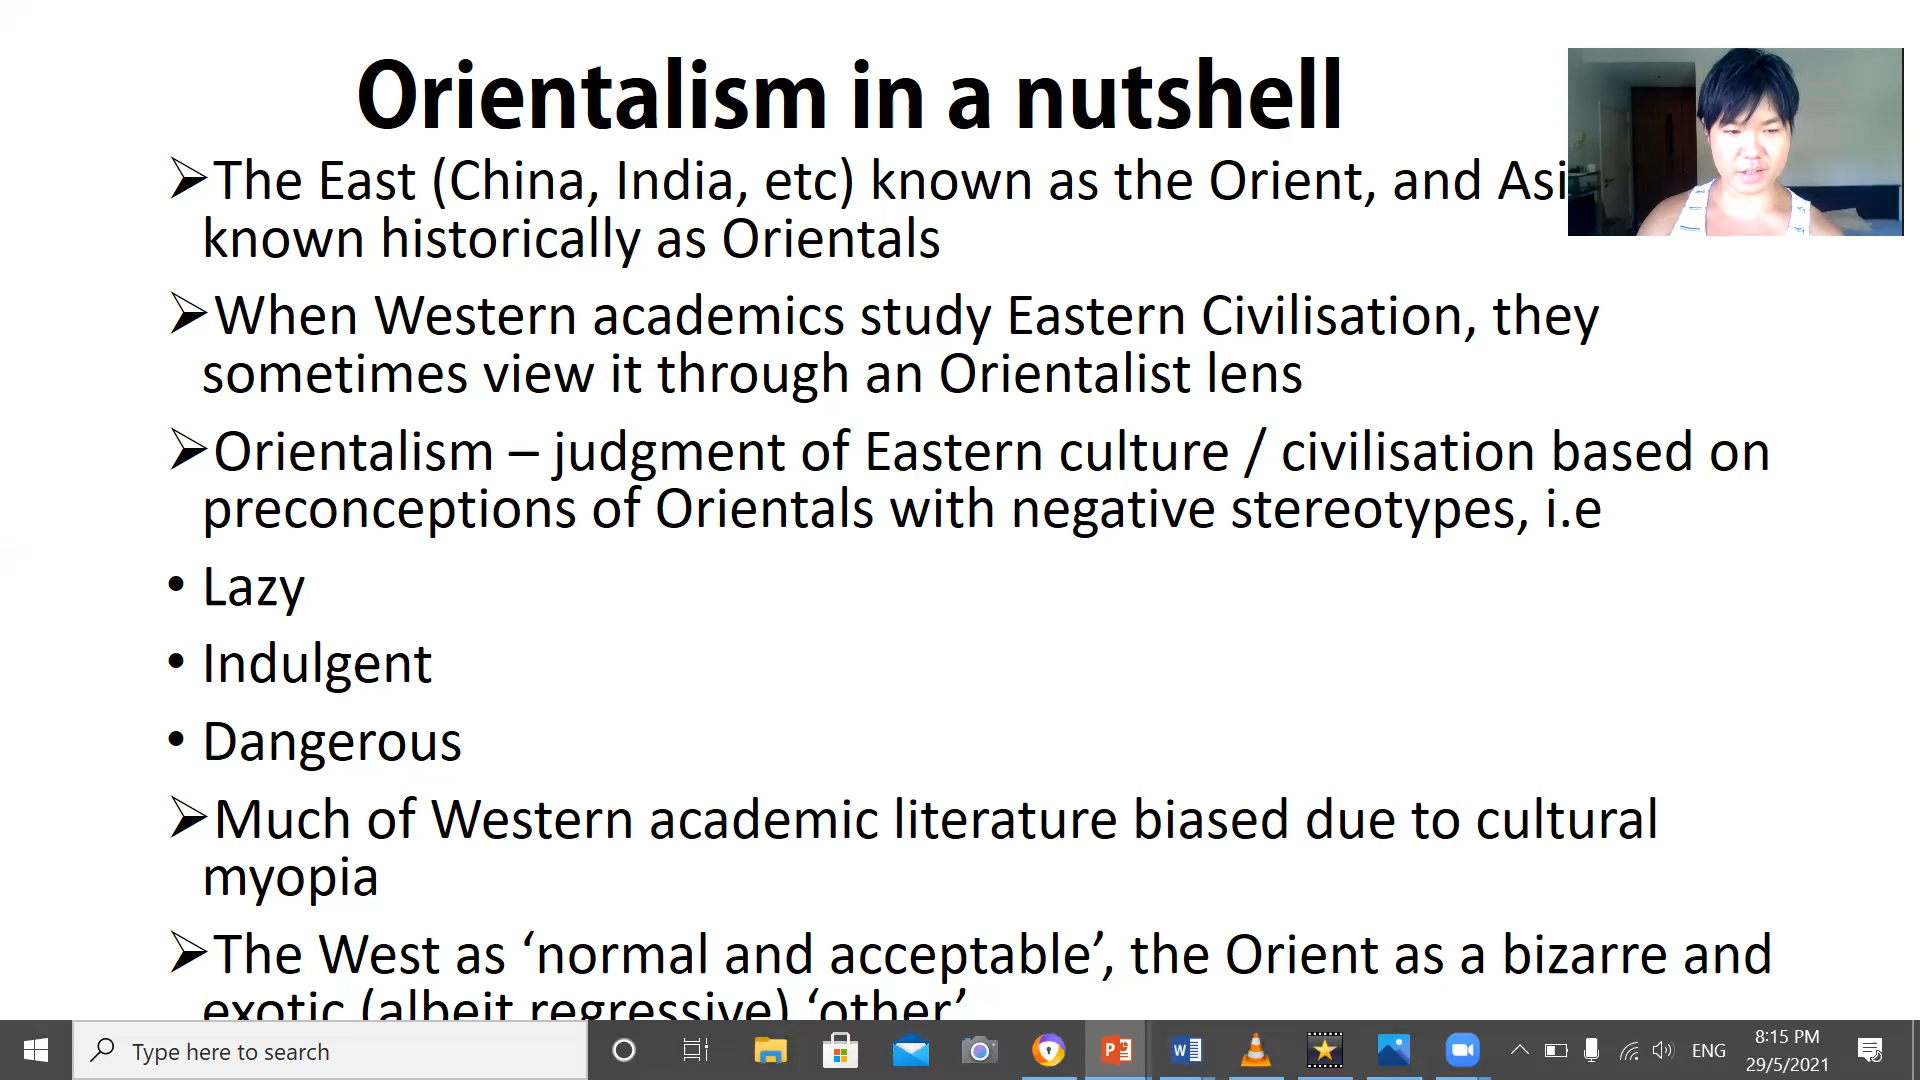 Orientalism in a nutshell
➢The East (China, India, etc) known as the Orient, and Asi
known historically as Orientals
➢When Western academics study Eastern Civilisation, they
sometimes view it through an Orientalist lens
➢Orientalism – judgment of Eastern culture / civilisation based on
preconceptions of Orientals with negative stereotypes, i.e
• Lazy
• Indulgent
• Dangerous
➢Much of Western academic literature biased due to cultural
myopia
➢The West as ‘normal and acceptable’, the Orient as a bizarre and
exotic (albeit regressive) ‘other’
Type here to search
ENG
8:15 PM
29/5/2021